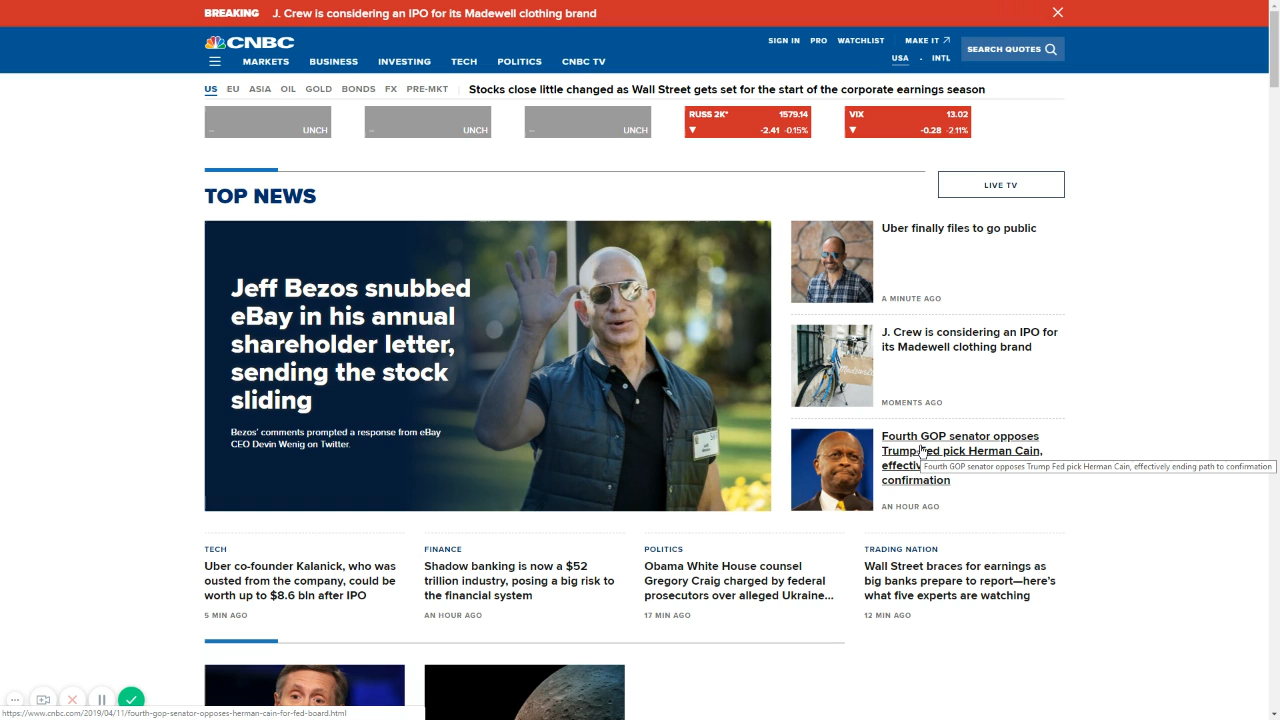 BREAKING J. Crew is considering an IPO for its Madewell clothing brand
CNBC
SIGN IN PRO WATCHLIST MAKE IT
SEARCH QUOTES
USA · INTL
MARKETS BUSINESS INVESTING TECH POLITICS CNBC TV
US EU ASIA OIL GOLD BONDS FX PRE-MKT
Stocks close little changed as Wall Street gets set for the start of the corporate earnings season
– UNCH
– UNCH
– UNCH
RUSS 2K* 1579.14
-2.41 -0.15%
VIX 13.02
-0.28 -2.11%
TOP NEWS
LIVE TV
Jeff Bezos snubbed
eBay in his annual
shareholder letter,
sending the stock
sliding
Bezos' comments prompted a response from eBay
CEO Devin Wenig on Twitter.
Uber finally files to go public
A MINUTE AGO
J. Crew is considering an IPO for
its Madewell clothing brand
MOMENTS AGO
Fourth GOP senator opposes
Trump Fed pick Herman Cain,
Fourth GOP senator opposes Trump Fed pick Herman Cain, effectively ending path to confirmation
confirmation
AN HOUR AGO
TECH
Uber co-founder Kalanick, who was
ousted from the company, could be
worth up to $8.6 bln after IPO
5 MIN AGO
FINANCE
Shadow banking is now a $52
trillion industry, posing a big risk to
the financial system
AN HOUR AGO
POLITICS
Obama White House counsel
Gregory Craig charged by federal
prosecutors over alleged Ukraine...
17 MIN AGO
TRADING NATION
Wall Street braces for earnings as
big banks prepare to report—here's
what five experts are watching
12 MIN AGO
https://www.cnbc.com/2019/04/11/fourth-gop-senator-opposes-herman-cain-for-fed-board.html